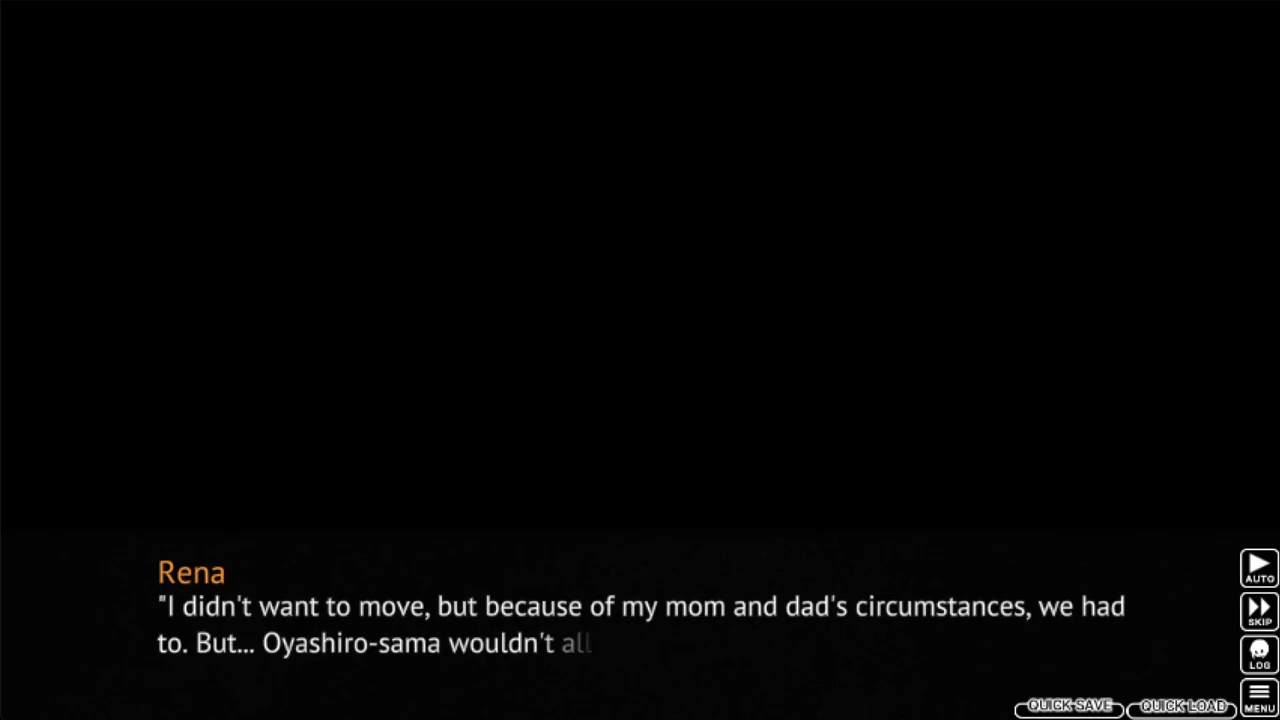 Rena
"I didn't want to move, but because of my mom and dad's circumstances, we had
to. But... Oyashiro-sama wouldn't all
AUTO
SKIP
LOG
MENU
QUICK SAVE QUICK LOAD